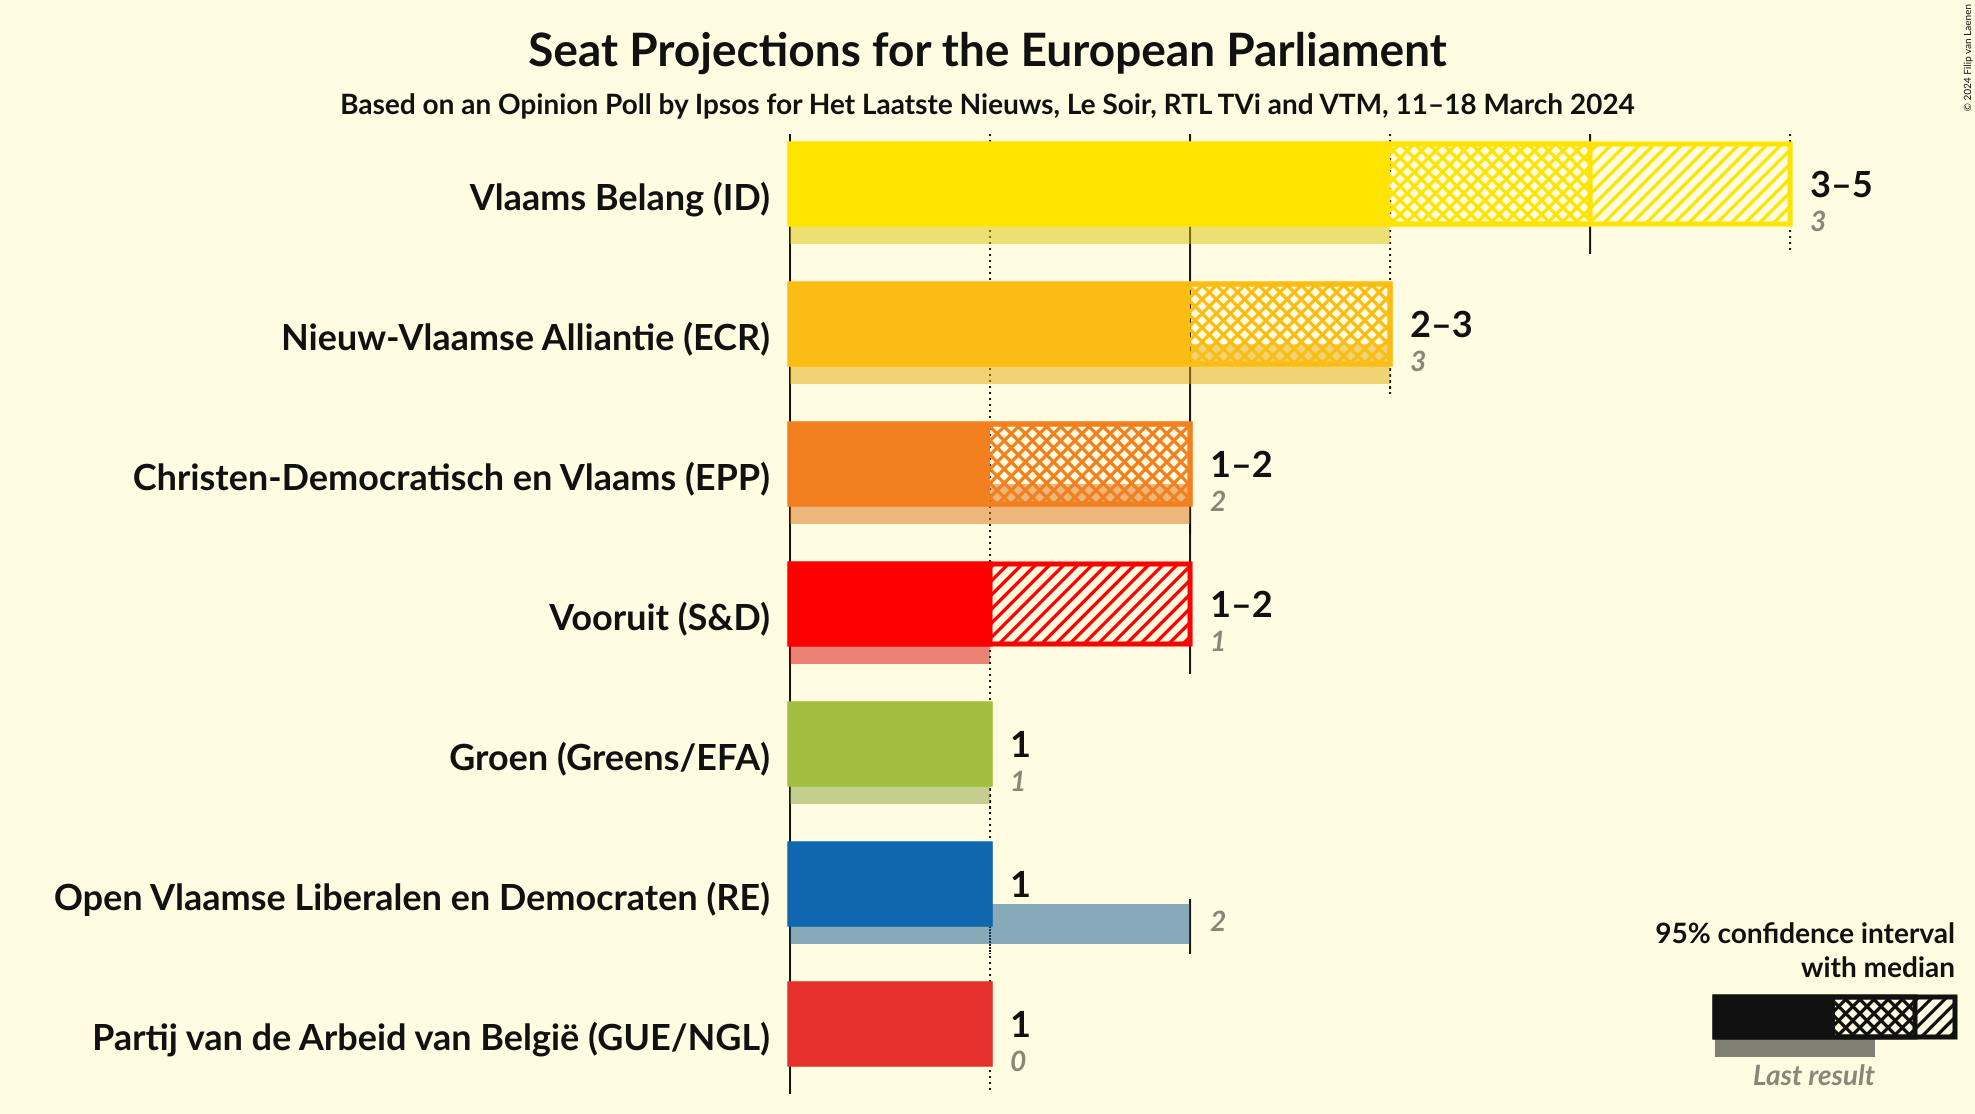 Seat Projections for the European Parliament
Based on an Opinion Poll by Ipsos for Het Laatste Nieuws, Le Soir, RTL TVi and VTM, 11–18 March 2024
© 2024 Filip van Laenen
Vlaams Belang (ID)
3–5
3
Nieuw-Vlaamse Alliantie (ECR)
2–3
3
Christen-Democratisch en Vlaams (EPP)
1–2
2
Vooruit (S&D)
1–2
1
Groen (Greens/EFA)
1
1
Open Vlaamse Liberalen en Democraten (RE)
1
2
Partij van de Arbeid van België (GUE/NGL)
1
0
95% confidence interval
with median
Last result